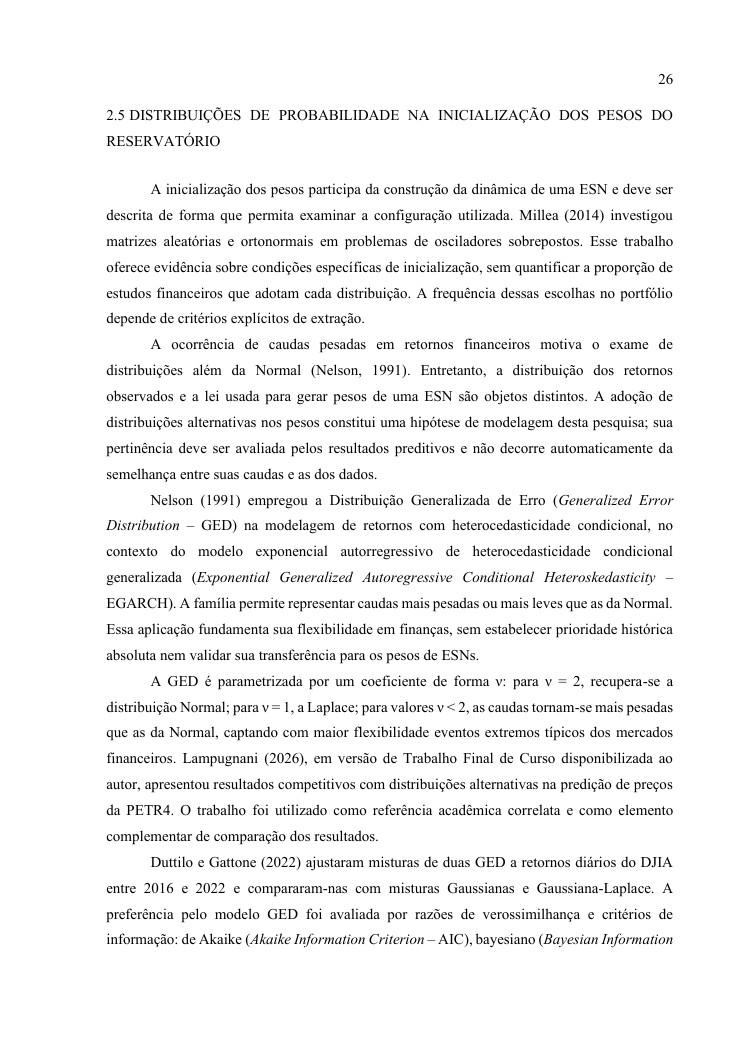 26
2.5 DISTRIBUIÇÕES DE PROBABILIDADE NA INICIALIZAÇÃO DOS PESOS DO
RESERVATÓRIO
A inicialização dos pesos participa da construção da dinâmica de uma ESN e deve ser
descrita de forma que permita examinar a configuração utilizada. Millea (2014) investigou
matrizes aleatórias e ortonormais em problemas de osciladores sobrepostos. Esse trabalho
oferece evidência sobre condições específicas de inicialização, sem quantificar a proporção de
estudos financeiros que adotam cada distribuição. A frequência dessas escolhas no portfólio
depende de critérios explícitos de extração.
A ocorrência de caudas pesadas em retornos financeiros motiva o exame de
distribuições além da Normal (Nelson, 1991). Entretanto, a distribuição dos retornos
observados e a lei usada para gerar pesos de uma ESN são objetos distintos. A adoção de
distribuições alternativas nos pesos constitui uma hipótese de modelagem desta pesquisa; sua
pertinência deve ser avaliada pelos resultados preditivos e não decorre automaticamente da
semelhança entre suas caudas e as dos dados.
Nelson (1991) empregou a Distribuição Generalizada de Erro (Generalized Error
Distribution – GED) na modelagem de retornos com heterocedasticidade condicional, no
contexto do modelo exponencial autorregressivo de heterocedasticidade condicional
generalizada (Exponential Generalized Autoregressive Conditional Heteroskedasticity –
EGARCH). A família permite representar caudas mais pesadas ou mais leves que as da Normal.
Essa aplicação fundamenta sua flexibilidade em finanças, sem estabelecer prioridade histórica
absoluta nem validar sua transferência para os pesos de ESNs.
A GED é parametrizada por um coeficiente de forma ν: para ν = 2, recupera-se a
distribuição Normal; para ν = 1, a Laplace; para valores ν < 2, as caudas tornam-se mais pesadas
que as da Normal, captando com maior flexibilidade eventos extremos típicos dos mercados
financeiros. Lampugnani (2026), em versão de Trabalho Final de Curso disponibilizada ao
autor, apresentou resultados competitivos com distribuições alternativas na predição de preços
da PETR4. O trabalho foi utilizado como referência acadêmica correlata e como elemento
complementar de comparação dos resultados.
Duttilo e Gattone (2022) ajustaram misturas de duas GED a retornos diários do DJIA
entre 2016 e 2022 e compararam-nas com misturas Gaussianas e Gaussiana-Laplace. A
preferência pelo modelo GED foi avaliada por razões de verossimilhança e critérios de
informação: de Akaike (Akaike Information Criterion – AIC), bayesiano (Bayesian Information